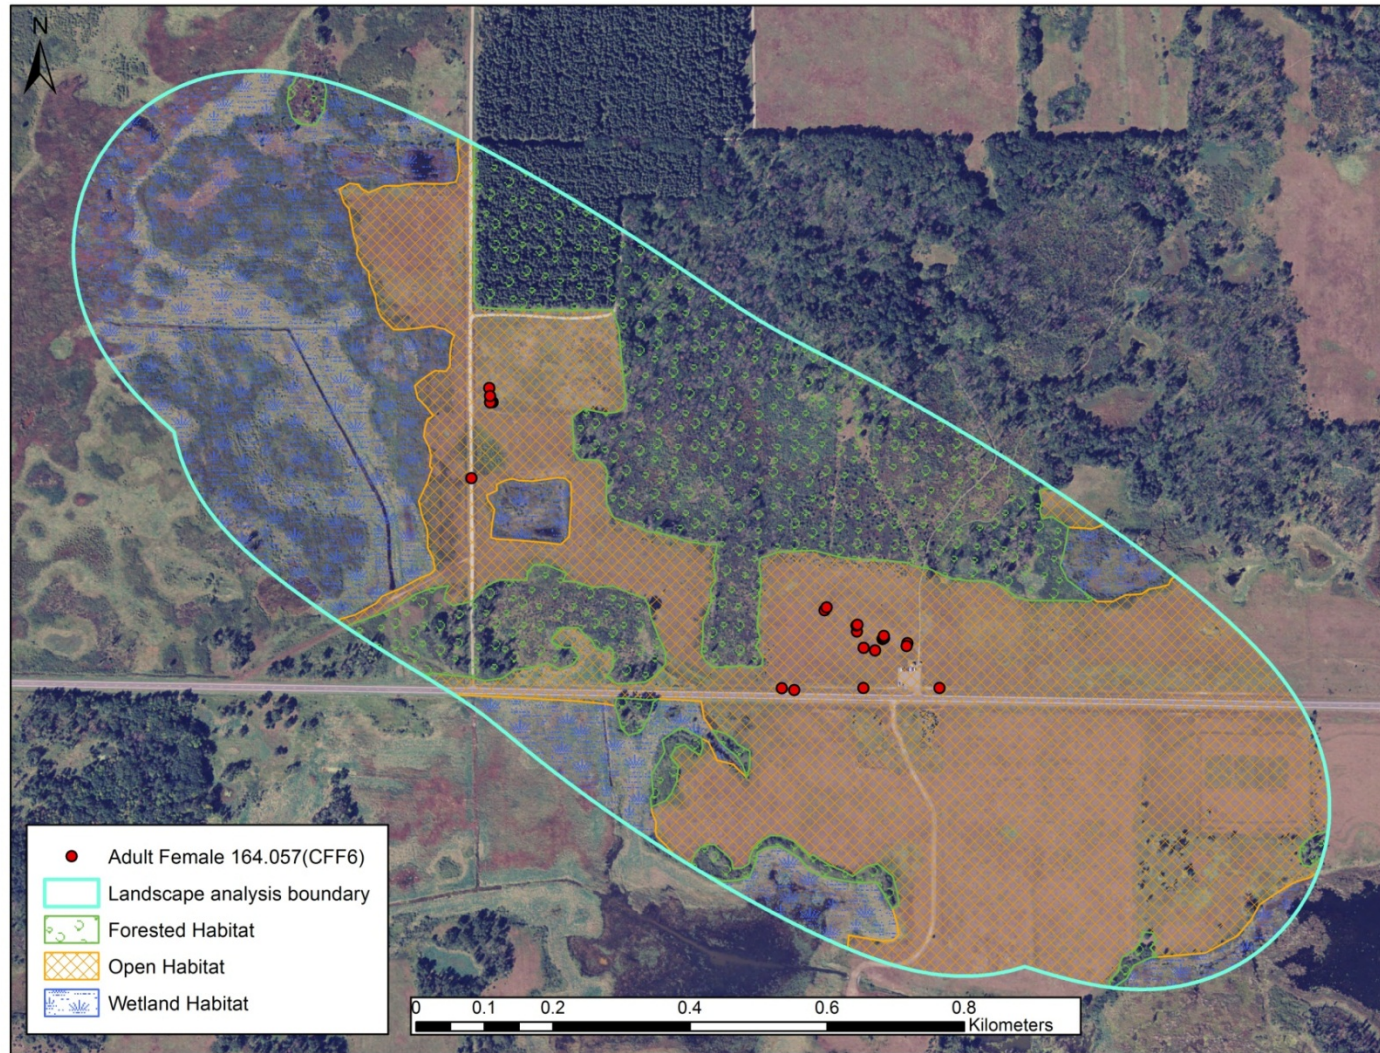 N
Adult Female 164.057(CFF6)
Landscape analysis boundary
Forested Habitat
Open Habitat
Wetland Habitat
0 0.1 0.2 0.4 0.6 0.8
Kilometers